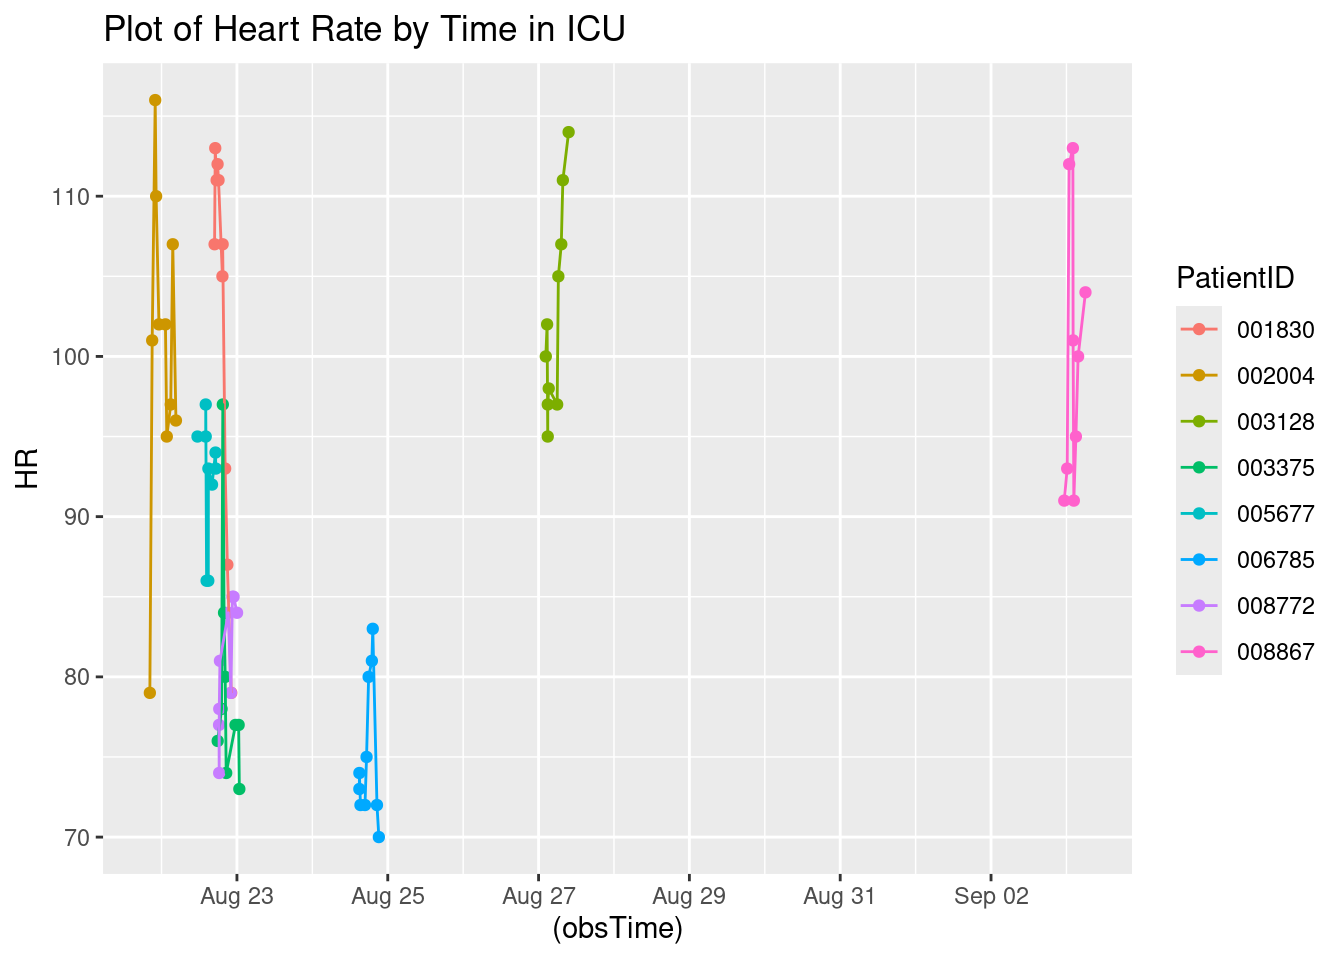 Plot of Heart Rate by Time in ICU
HR
110
100
90
80
70
Aug 23
Aug 25
Aug 27
Aug 29
Aug 31
Sep 02
(obsTime)
PatientID
001830
002004
003128
003375
005677
006785
008772
008867